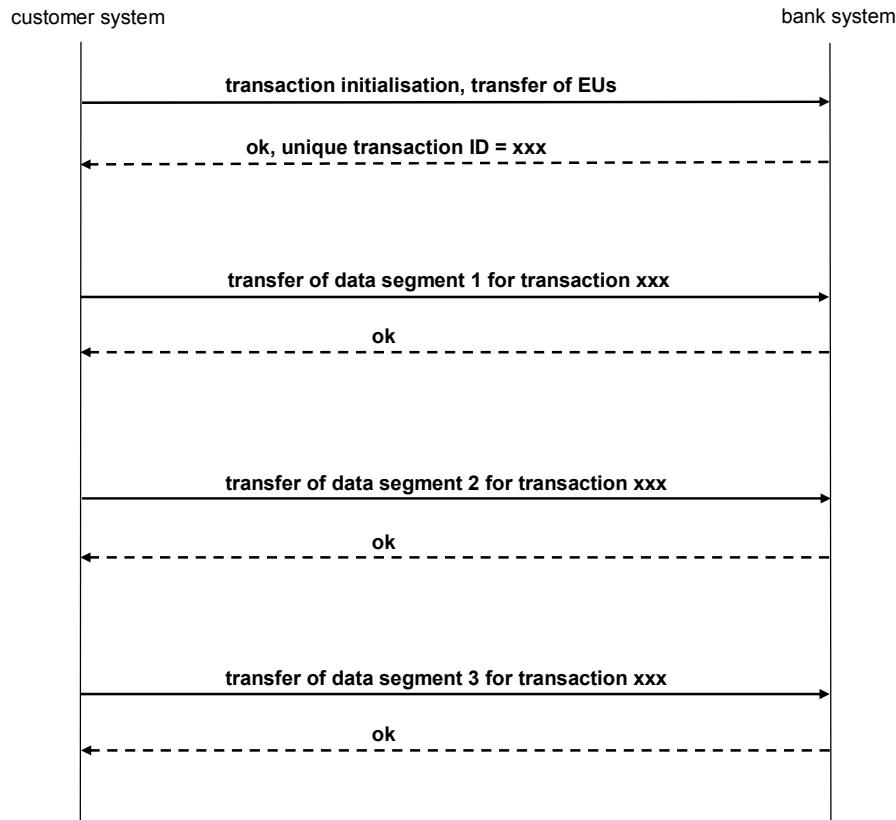 customer system
bank system
transaction initialisation, transfer of EUs
ok, unique transaction ID = xxx
transfer of data segment 1 for transaction xxx
ok
transfer of data segment 2 for transaction xxx
ok
transfer of data segment 3 for transaction xxx
ok